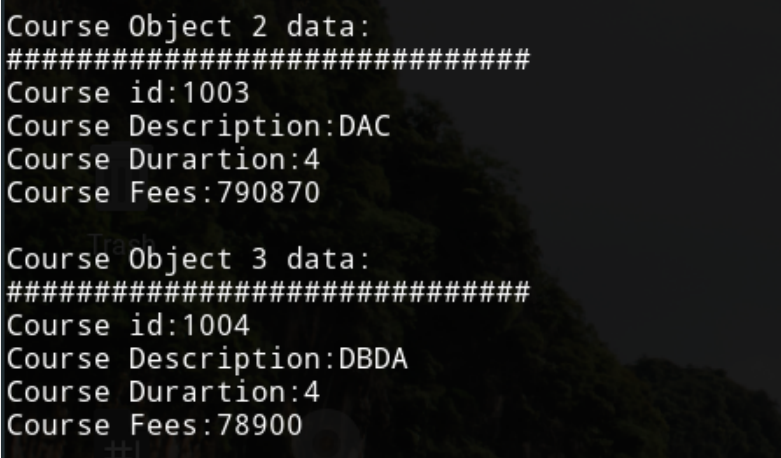 Course Object 2 data:
##############################
Course id:1003
Course Description:DAC
Course Durartion:4
Course Fees:790870
Trash
Course Object 3 data:
##############################
Course id:1004
Course Description:DBDA
Course Durartion:4
Course Fees:78900